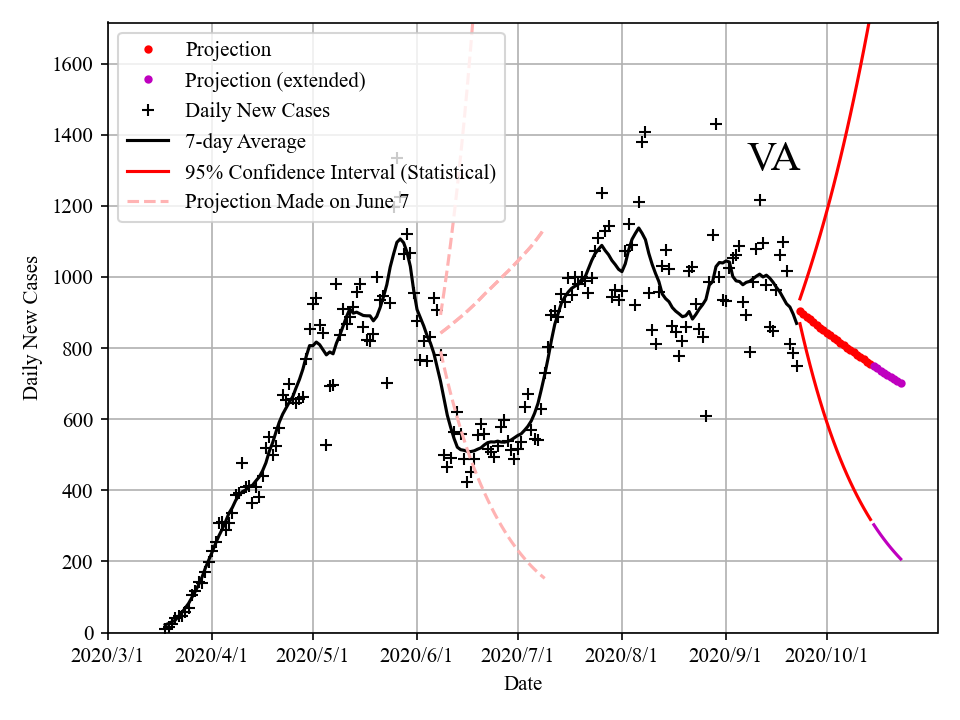 Projection
Projection (extended)
Daily New Cases
7-day Average
95% Confidence Interval (Statistical)
Projection Made on June 7
VA
1600
1400
1200
1000
800
600
400
200
0
Daily New Cases
2020/3/1 2020/4/1 2020/5/1 2020/6/1 2020/7/1 2020/8/1 2020/9/1 2020/10/1
Date